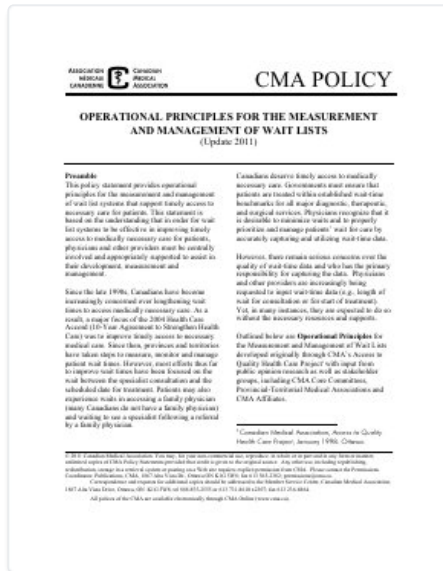 ASSOCIATION
MÉDICALE
CANADIENNE
CANADIAN
MEDICAL
ASSOCIATION
CMA POLICY
OPERATIONAL PRINCIPLES FOR THE MEASUREMENT
AND MANAGEMENT OF WAIT LISTS
(Update 2011)
Preamble
This policy statement provides operational
principles for the measurement and management
of wait list systems that support timely access to
necessary care for patients. This statement is
based on the understanding that in order for wait
list systems to be effective in improving timely
access to medically necessary care for patients,
physicians and other providers must be centrally
involved and appropriately supported to assist in
their development, measurement and
management.
Since the late 1990s, Canadians have become
increasingly concerned over lengthening wait
times to access medically necessary care. As a
result, a major focus of the 2004 Health Care
Accord (10-Year Agreement to Strengthen Health
Care) was to improve timely access to necessary
medical care. Since then, provinces and territories
have taken steps to measure, monitor and manage
patient wait times. However, most efforts thus far
to improve wait times have been focused on the
wait between the specialist consultation and the
scheduled date for treatment. Patients may also
experience waits in accessing a family physician
(many Canadians do not have a family physician)
and waiting to see a specialist following a referral
by a family physician.
Canadians deserve timely access to medically
necessary care. Governments must ensure that
patients are treated within established wait-time
benchmarks for all major diagnostic, therapeutic,
and surgical services. Physicians recognize that it
is desirable to minimize waits and to properly
prioritize and manage patients' wait for care by
accurately capturing and utilizing wait-time data.
However, there remain serious concerns over the
quality of wait-time data and who has the primary
responsibility for capturing the data. Physicians
and other providers are increasingly being
requested to input wait-time data (e.g., length of
wait for consultation or for start of treatment).
Yet, in many instances, they are expected to do so
without the necessary resources and supports.
Outlined below are Operational Principles for
the Measurement and Management of Wait Lists
developed originally through CMA's Access to
Quality Health Care Project with input from
public opinion research as well as stakeholder
groups, including CMA Core Committees,
Provincial-Territorial Medical Associations and
CMA Affiliates.
Canadian Medical Association, Access to Quality
Health Care Project, January 1998. Ottawa.
All policies of the CMA are available electronically through CMA Online (www.cma.ca).